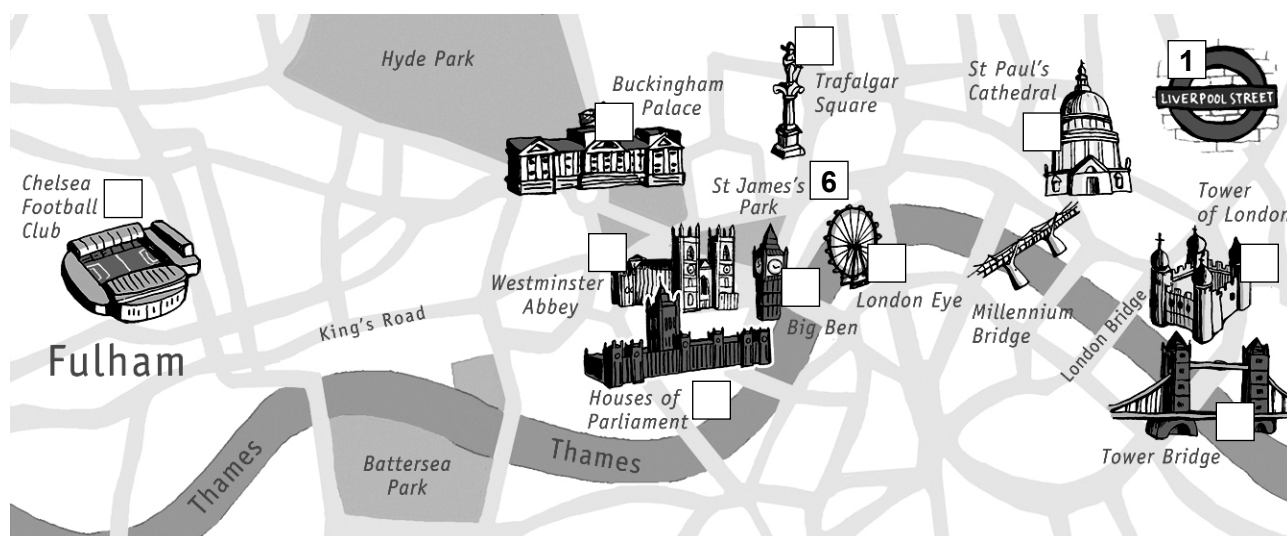 Hyde Park
Buckingham
Palace
Trafalgar
Square
St Paul's
Cathedral
1
LIVERPOOL STREET
Chelsea
Football
Club
St James's
Park
6
Tower
of London
Westminster
Abbey
London Eye
Big Ben
Millennium
Bridge
London Bridge
King's Road
Fulham
Houses of
Parliament
Thames
Thames
Battersea
Park
Tower Bridge